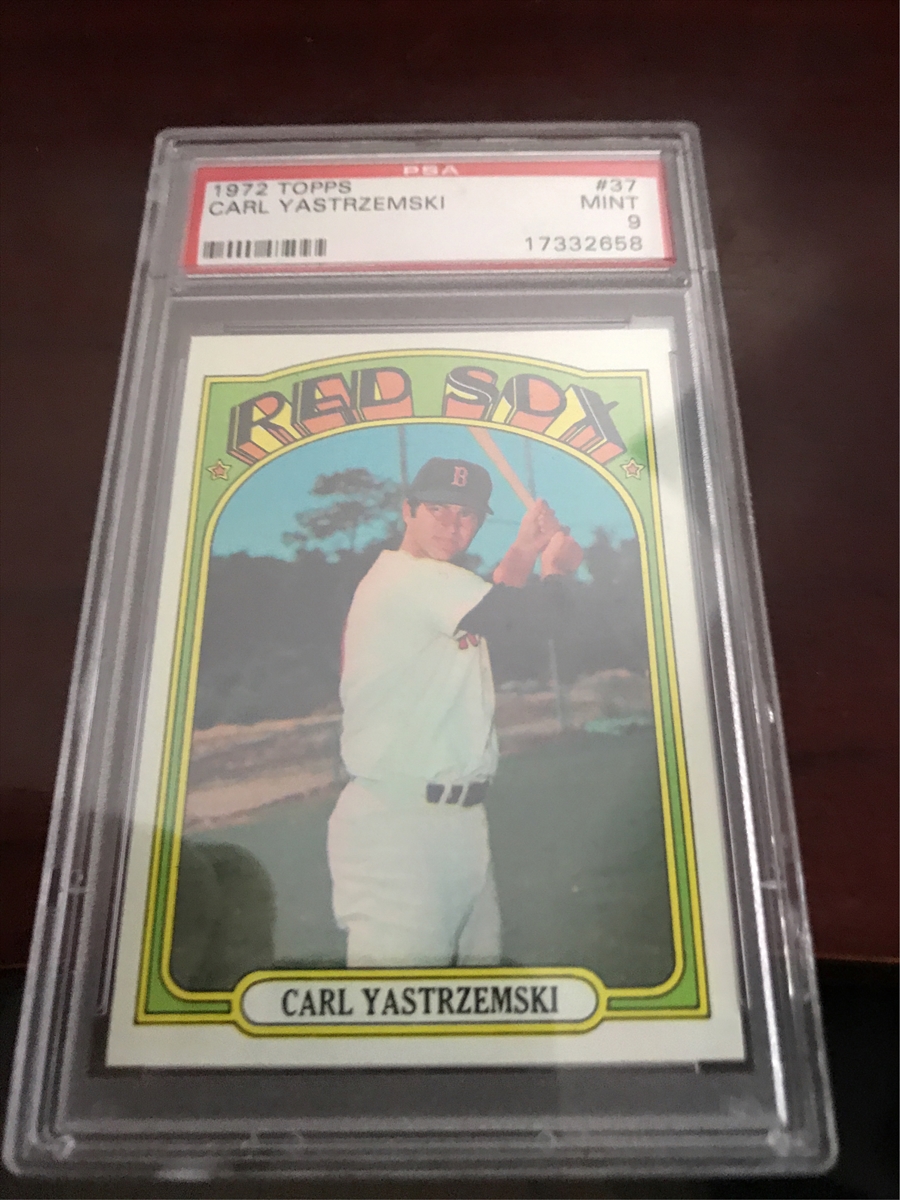 PSA
1972 TOPPS #37
CARL YASTRZEMSKI MINT
9
17332658
RED SOX
B
CARL YASTRZEMSKI